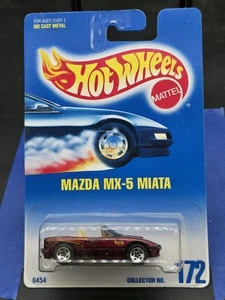 FOR AGES OVER 3
DIE CAST METAL
Hot Wheels
MATTEL
MAZDA MX-5 MIATA
0454
COLLECTOR NO.
172